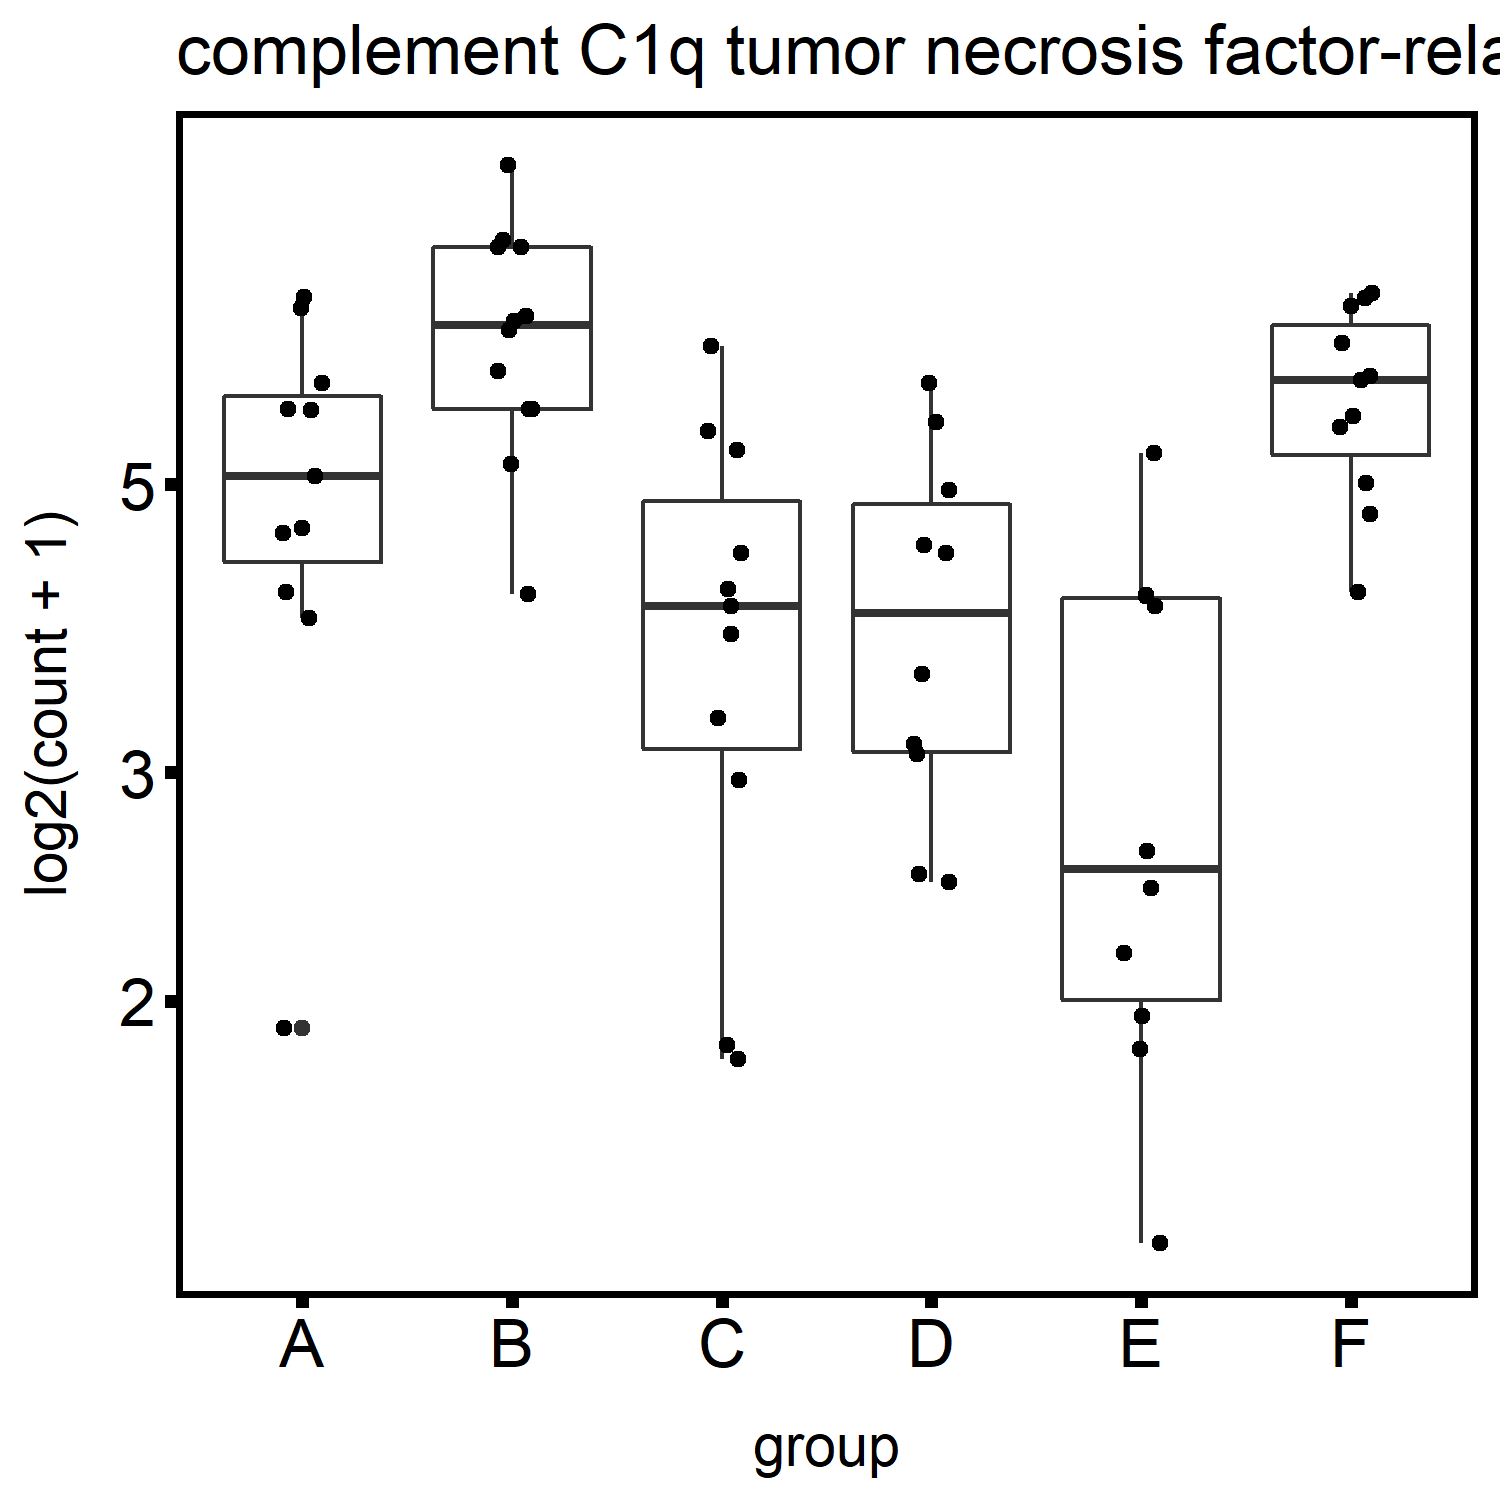 complement C1q tumor necrosis factor-rela
log2(count + 1)
5
3
2
A B C D E F
group